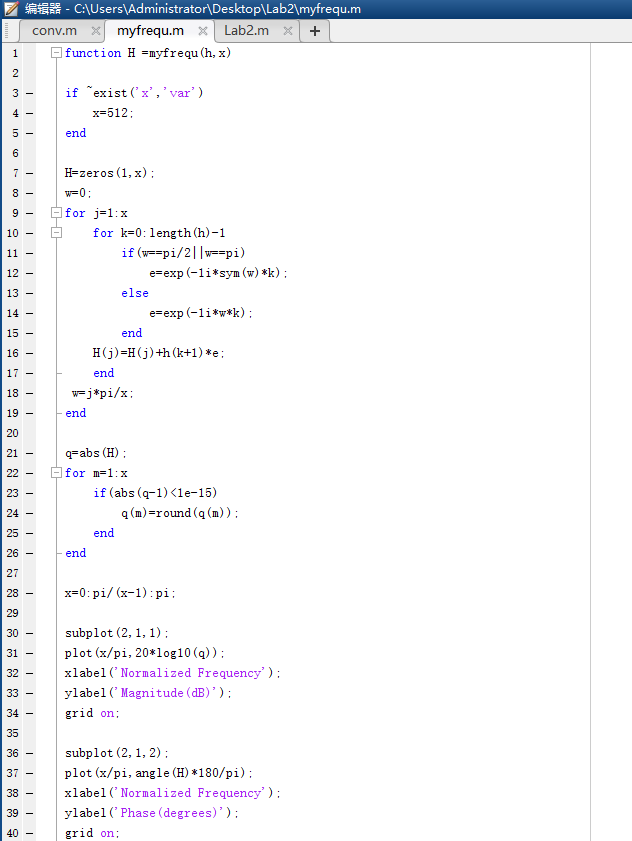 编辑器 - C:\Users\Administrator\Desktop\Lab2\myfrequ.m
conv.m × myfrequ.m × Lab2.m × +
1 function H =myfrequ(h,x)
2
3 — if ~exist('x','var')
4 — x=512;
5 — end
6
7 — H=zeros(1,x);
8 — w=0;
9 — for j=1:x
10 — for k=0:length(h)-1
11 — if(w==pi/2||w==pi)
12 — e=exp(-1i*sym(w)*k);
13 — else
14 — e=exp(-1i*w*k);
15 — end
16 — H(j)=H(j)+h(k+1)*e;
17 — end
18 — w=j*pi/x;
19 — end
20
21 — q=abs(H);
22 — for m=1:x
23 — if(abs(q-1)<1e-15)
24 — q(m)=round(q(m));
25 — end
26 — end
27
28 — x=0:pi/(x-1):pi;
29
30 — subplot(2,1,1);
31 — plot(x/pi,20*log10(q));
32 — xlabel('Normalized Frequency');
33 — ylabel('Magnitude(dB)');
34 — grid on;
35
36 — subplot(2,1,2);
37 — plot(x/pi,angle(H)*180/pi);
38 — xlabel('Normalized Frequency');
39 — ylabel('Phase(degrees)');
40 — grid on;